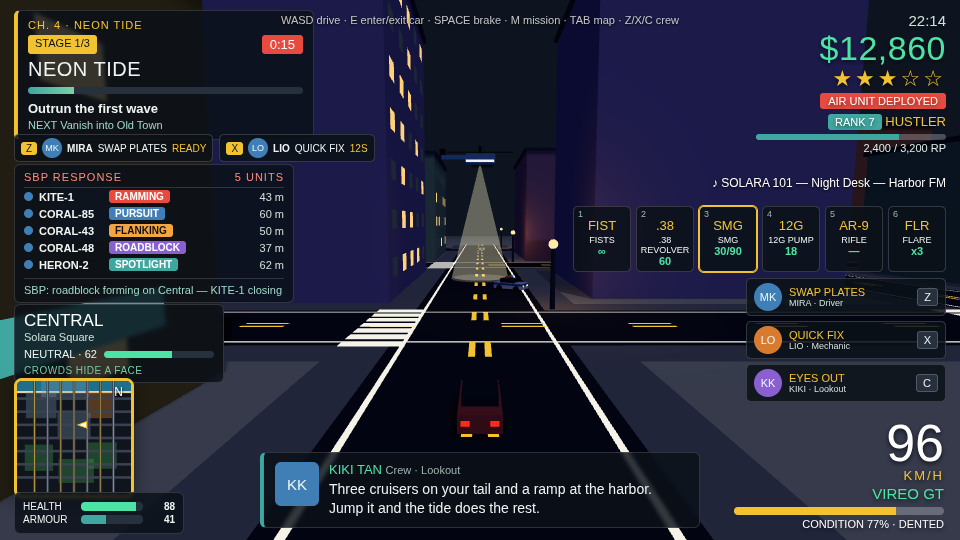 WASD drive · E enter/exit car · SPACE brake · M mission · TAB map · Z/X/C crew
CH. 4 · NEON TIDE
STAGE 1/3
0:15
NEON TIDE
Outrun the first wave
NEXT Vanish into Old Town
Z MK MIRA SWAP PLATES READY
X LO LIO QUICK FIX 12S
SBP RESPONSE 5 UNITS
KITE-1 RAMMING 43 m
CORAL-85 PURSUIT 60 m
CORAL-43 FLANKING 50 m
CORAL-48 ROADBLOCK 37 m
HERON-2 SPOTLIGHT 62 m
SBP: roadblock forming on Central — KITE-1 closing
CENTRAL
Solara Square
NEUTRAL · 62
CROWDS HIDE A FACE
N
HEALTH 88
ARMOUR 41
22:14
$12,860
★★★☆☆
AIR UNIT DEPLOYED
RANK 7 HUSTLER
2,400 / 3,200 RP
♪ SOLARA 101 — Night Desk — Harbor FM
1 FIST FISTS ∞
2 .38 .38 REVOLVER 60
3 SMG SMG 30/90
4 12G 12G PUMP 18
5 AR-9 RIFLE —
6 FLR FLARE x3
MK SWAP PLATES Z
MIRA · Driver
LO QUICK FIX X
LIO · Mechanic
KK EYES OUT C
KIKI · Lookout
KK
KIKI TAN Crew · Lookout
Three cruisers on your tail and a ramp at the harbor.
Jump it and the tide does the rest.
96
KM/H
VIREO GT
CONDITION 77% · DENTED